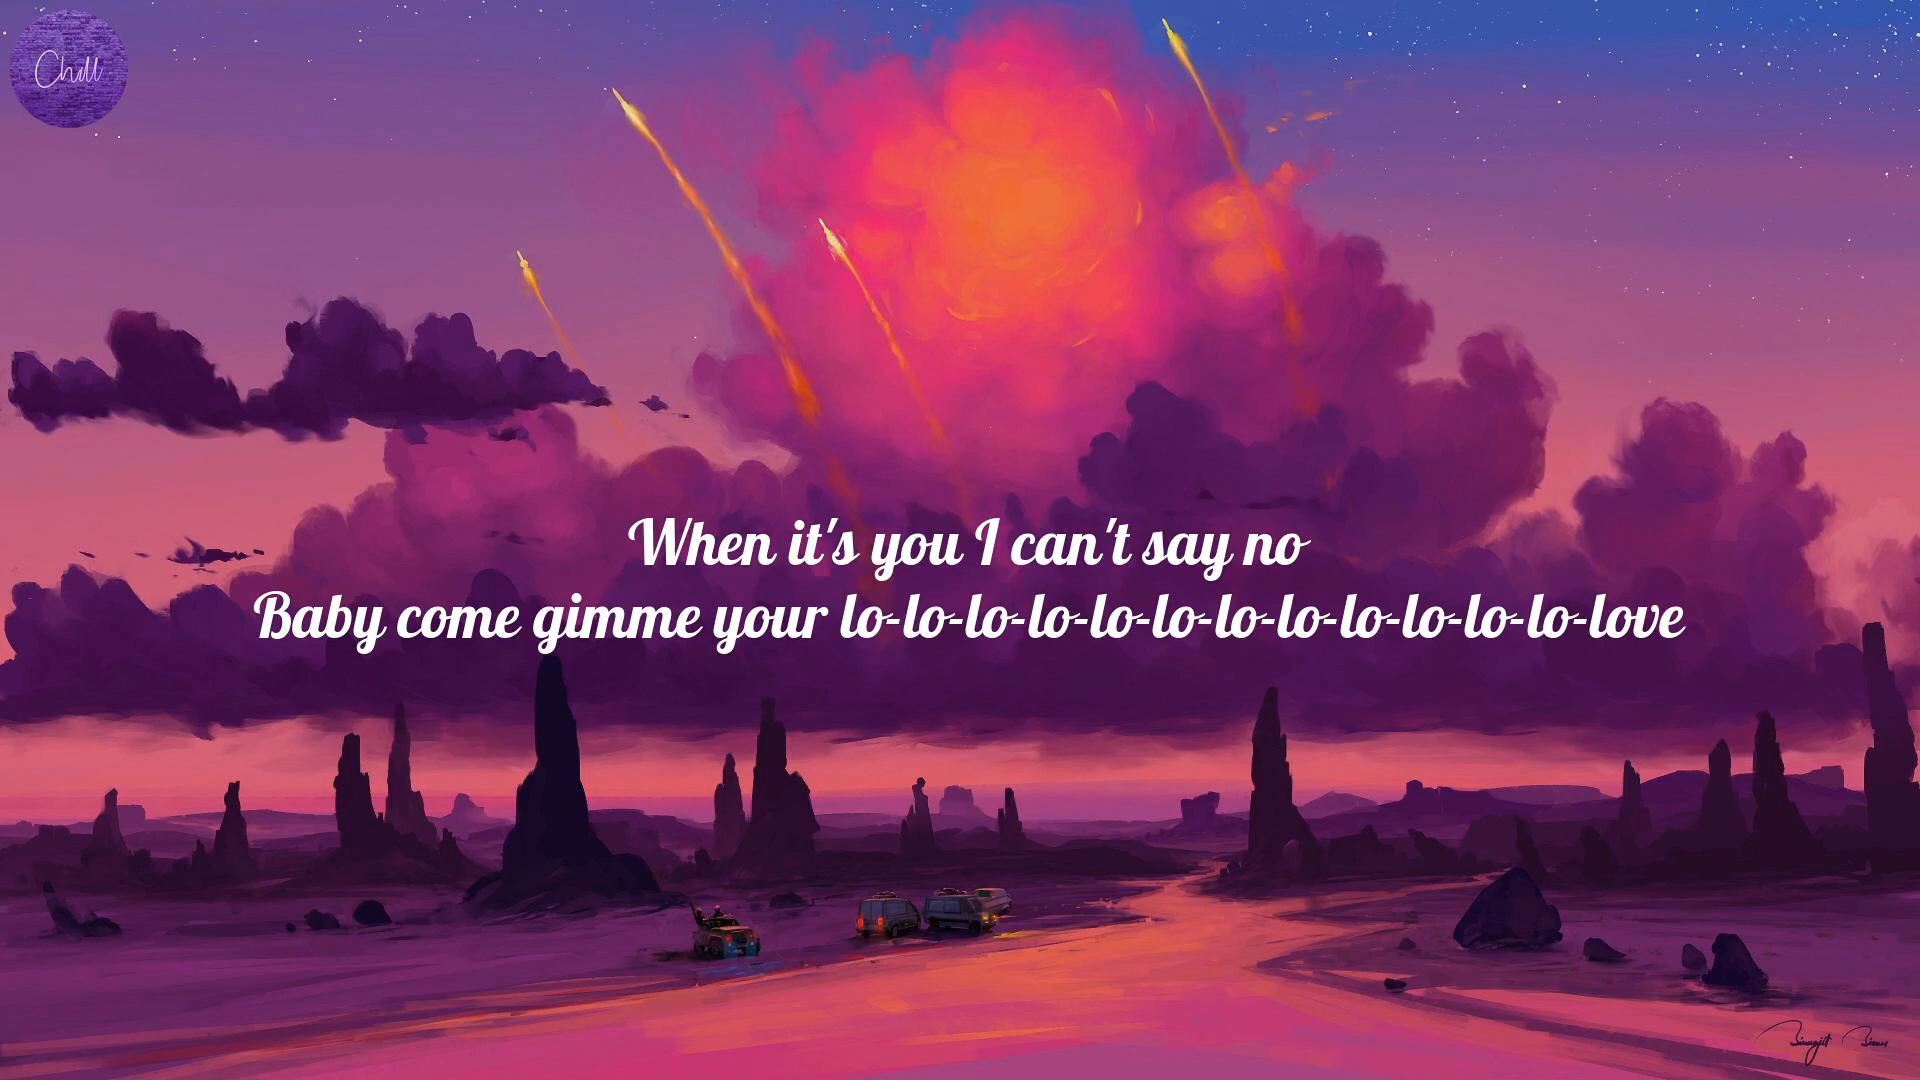 Chill
When it's you I can't say no
Baby come gimme your lo-lo-lo-lo-lo-lo-lo-lo-lo-lo-lo-lo-love